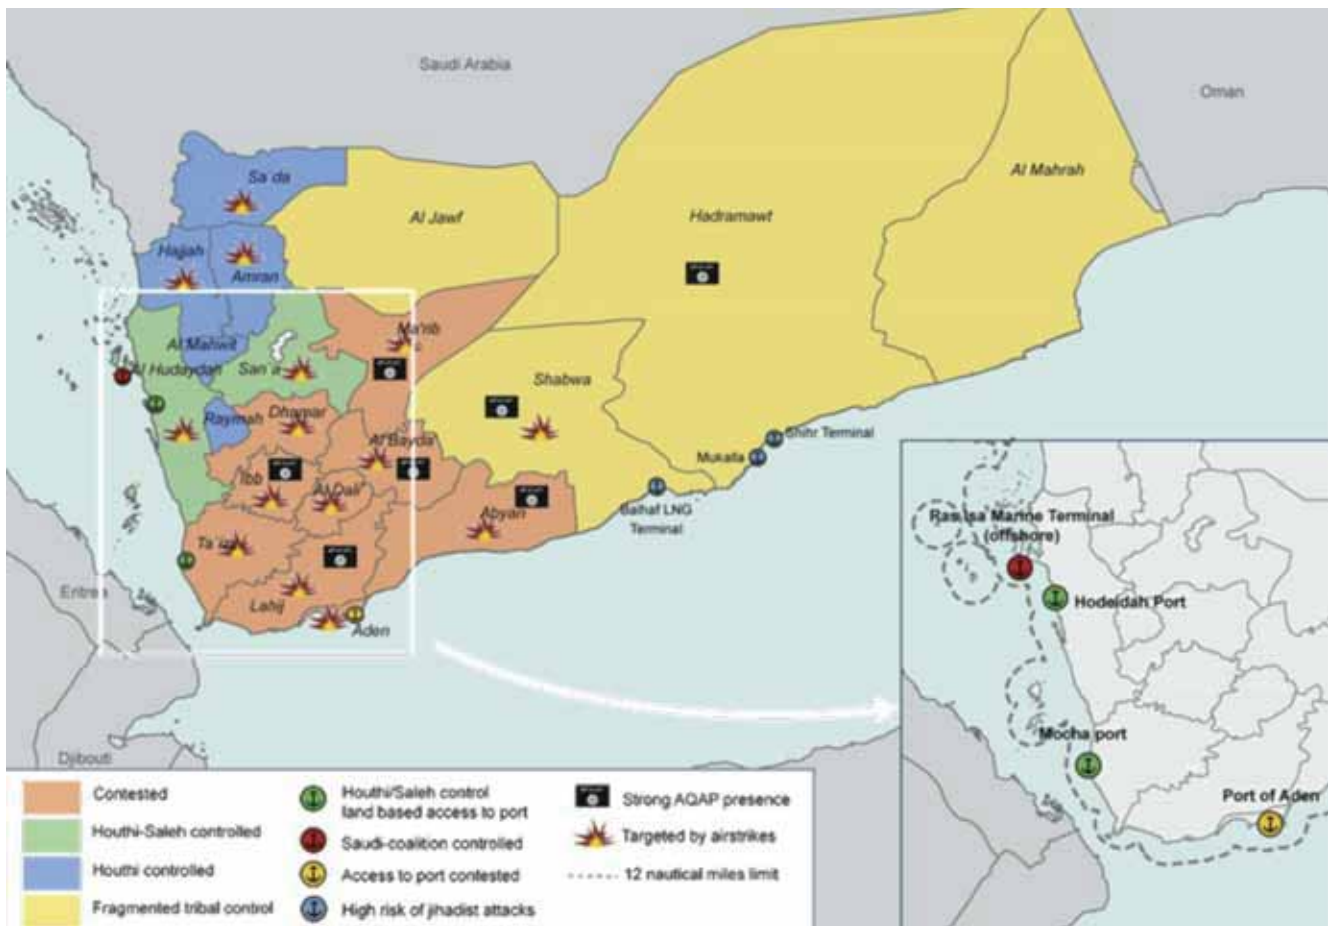 Saudi Arabia
Oman
Sa`da
Al Jawf
Hadramawt
Al Mahrah
Hajjah
Amran
Ma'rib
Al Mahwit
Al Hudaydah
San`a
Shabwa
Raymah
Dhamar
Al Bayda'
Ibb
Al Dali'
Abyan
Shihr Terminal
Mukalla
Balhaf LNG
Terminal
Lahij
Aden
Eritrea
Djibouti
Ras Isa Marine Terminal
(offshore)
Hodeidah Port
Mocha port
Port of Aden
Contested
Houthi-Saleh controlled
Houthi controlled
Fragmented tribal control
Houthi/Saleh control
land based access to port
Saudi-coalition controlled
Access to port contested
High risk of jihadist attacks
Strong AQAP presence
Targeted by airstrikes
12 nautical miles limit